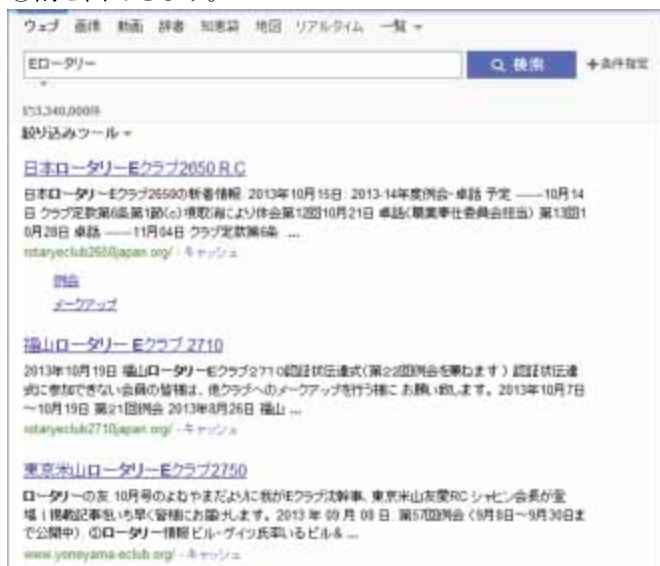 ウェブ 画像 動画 辞書 知恵袋 地図 リアルタイム 一覧
Eロータリー
検索
+条件指定
約3,340,000件
絞り込みツール
日本ロータリーEクラブ2650 R.C
日本ロータリーEクラブ2650の新着情報. 2013年10月15日: 2013-14年度例会・卓話 予定 ------10月14
日 クラブ定款第6条第1節(c)項取消により休会第12回10月21日 卓話(職業奉仕委員会担当) 第13回1
0月28日 卓話 ------11月04日 クラブ定款第6条 ...
rotaryeclub2650japan.org/ - キャッシュ
例会
メークアップ
福山ロータリー Eクラブ 2710
2013年10月19日 福山ロータリーEクラブ2710認証状伝達式(第22回例会を兼ねます) 認証状伝達
式に参加できない会員の皆様は、他クラブへのメークアップを行う様に お願い致します。2013年10月7日
~10月19日 第21回例会 2013年8月26日 福山 ...
rotaryeclub2710japan.org/ - キャッシュ
東京米山ロータリーEクラブ2750
ロータリーの友 10月号のよねやまだよりに我がEクラブ沈幹事、東京米山友愛RC シャヒン会長が登
場！掲載記事をいち早く皆様にお届けします。2013 年 09 月 08 日. 第57回例会 (9月8日~9月30日ま
で公開中). ①ロータリー情報 ビル・ゲイツ氏率いるビル& ...
www.yoneyama-eclub.org/ - キャッシュ